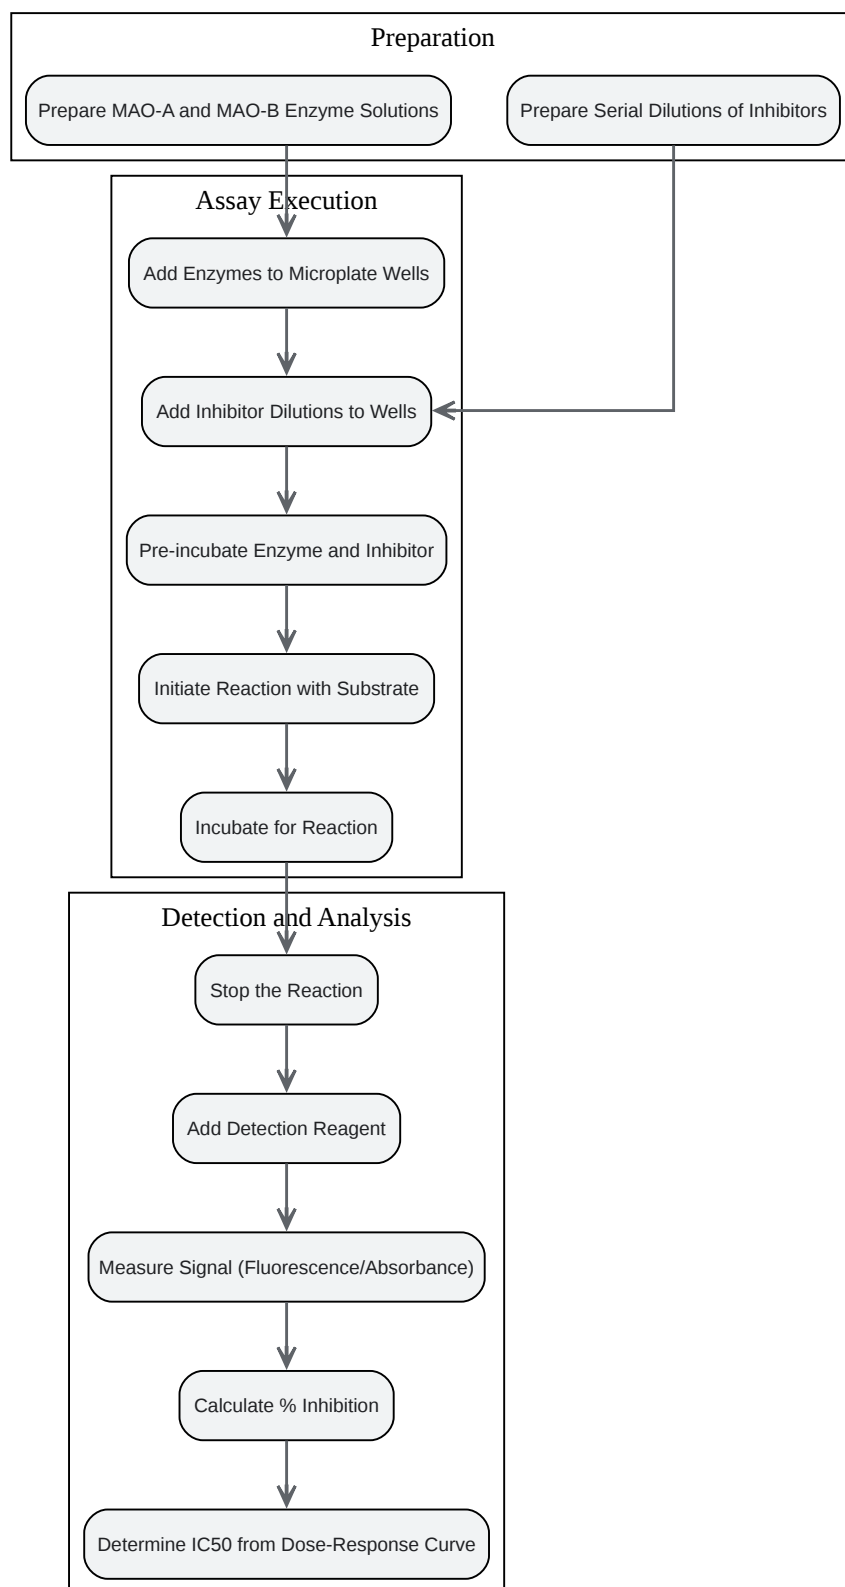 Preparation
Prepare MAO-A and MAO-B Enzyme Solutions
Prepare Serial Dilutions of Inhibitors
Assay Execution
Add Enzymes to Microplate Wells
Add Inhibitor Dilutions to Wells
Pre-incubate Enzyme and Inhibitor
Initiate Reaction with Substrate
Incubate for Reaction
Detection and Analysis
Stop the Reaction
Add Detection Reagent
Measure Signal (Fluorescence/Absorbance)
Calculate % Inhibition
Determine IC50 from Dose-Response Curve